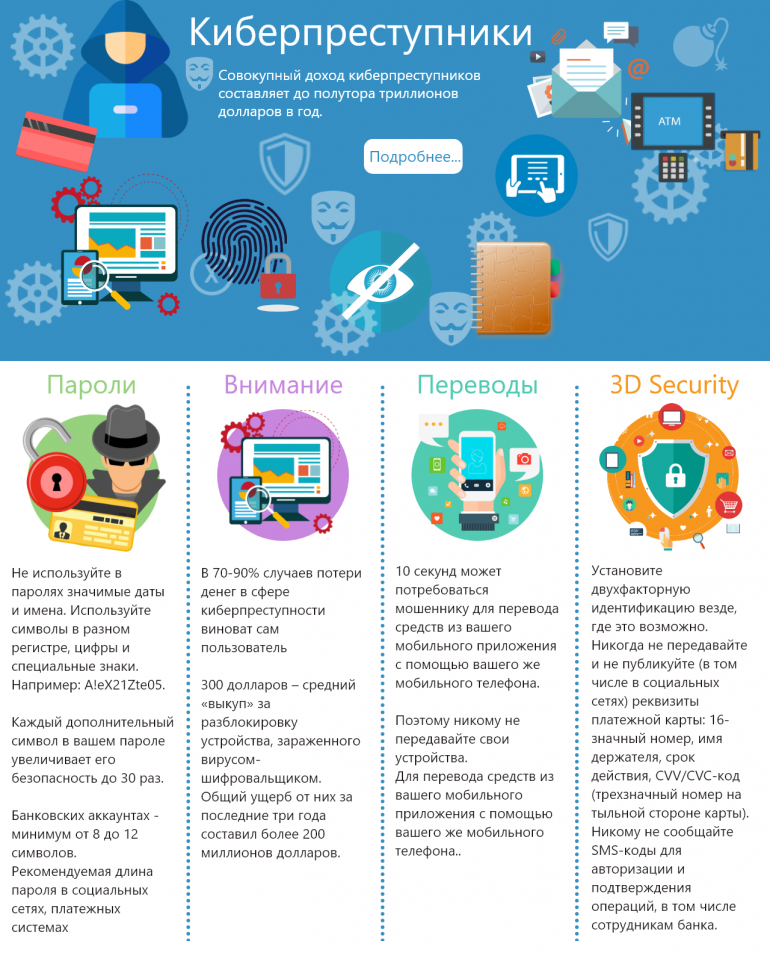 Киберпреступники
Совокупный доход киберпреступников
составляет до полутора триллионов
долларов в год.
Подробнее...
@
ATM
X
Пароли
Не используйте в
паролях значимые даты
и имена. Используйте
символы в разном
регистре, цифры и
специальные знаки.
Например: A!eX21Zte05.
Каждый дополнительный
символ в вашем пароле
увеличивает его
безопасность до 30 раз.
Банковских аккаунтах -
минимум от 8 до 12
символов.
Рекомендуемая длина
пароля в социальных
сетях, платежных
системах
Внимание
В 70-90% случаев потери
денег в сфере
киберпреступности
виноват сам
пользователь
300 долларов – средний
«выкуп» за
разблокировку
устройства, зараженного
вирусом-
шифровальщиком.
Общий ущерб от них за
последние три года
составил более 200
миллионов долларов.
Переводы
10 секунд может
потребоваться
мошеннику для перевода
средств из вашего
мобильного приложения
с помощью вашего же
мобильного телефона.
Поэтому никому не
передавайте свои
устройства.
Для перевода средств из
вашего мобильного
приложения с помощью
вашего же мобильного
телефона..
3D Security
Установите
двухфакторную
идентификацию везде,
где это возможно.
Никогда не передавайте
и не публикуйте (в том
числе в социальных
сетях) реквизиты
платежной карты: 16-
значный номер, имя
держателя, срок
действия, CVV/CVC-код
(трехзначный номер на
тыльной стороне карты).
Никому не сообщайте
SMS-коды для
авторизации и
подтверждения
операций, в том числе
сотрудникам банка.